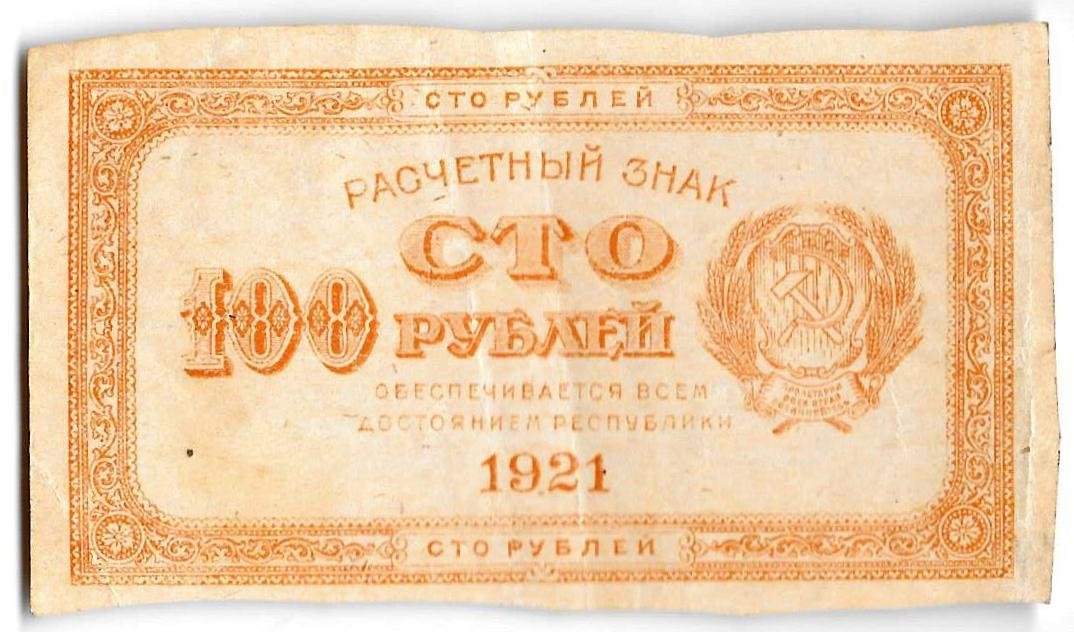 СТО РУБЛЕЙ
РАСЧЕТНЫЙ ЗНАК
СТО
100 РУБЛЕЙ
ОБЕСПЕЧИВАЕТСЯ ВСЕМ
ДОСТОЯНИЕМ РЕСПУБЛИКИ
1921
СТО РУБЛЕЙ